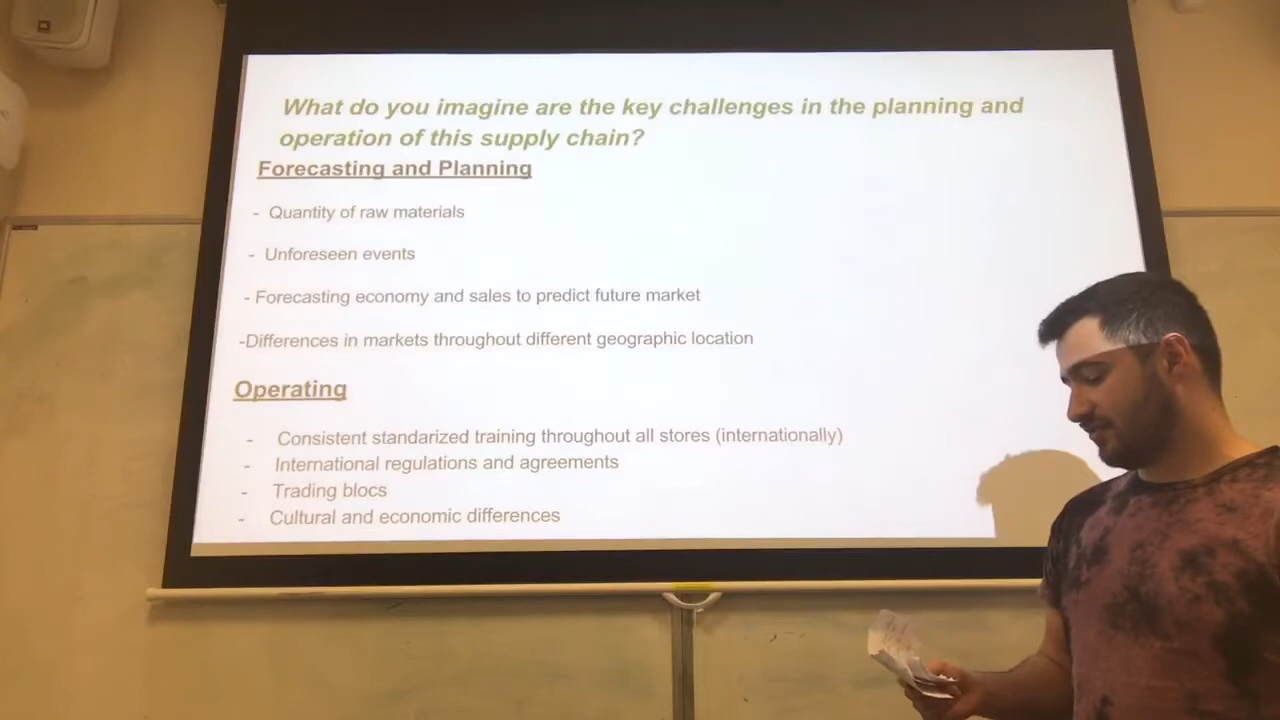 What do you imagine are the key challenges in the planning and
operation of this supply chain?
Forecasting and Planning
- Quantity of raw materials
- Unforeseen events
- Forecasting economy and sales to predict future market
-Differences in markets throughout different geographic location
Operating
- Consistent standarized training throughout all stores (internationally)
- International regulations and agreements
- Trading blocs
- Cultural and economic differences